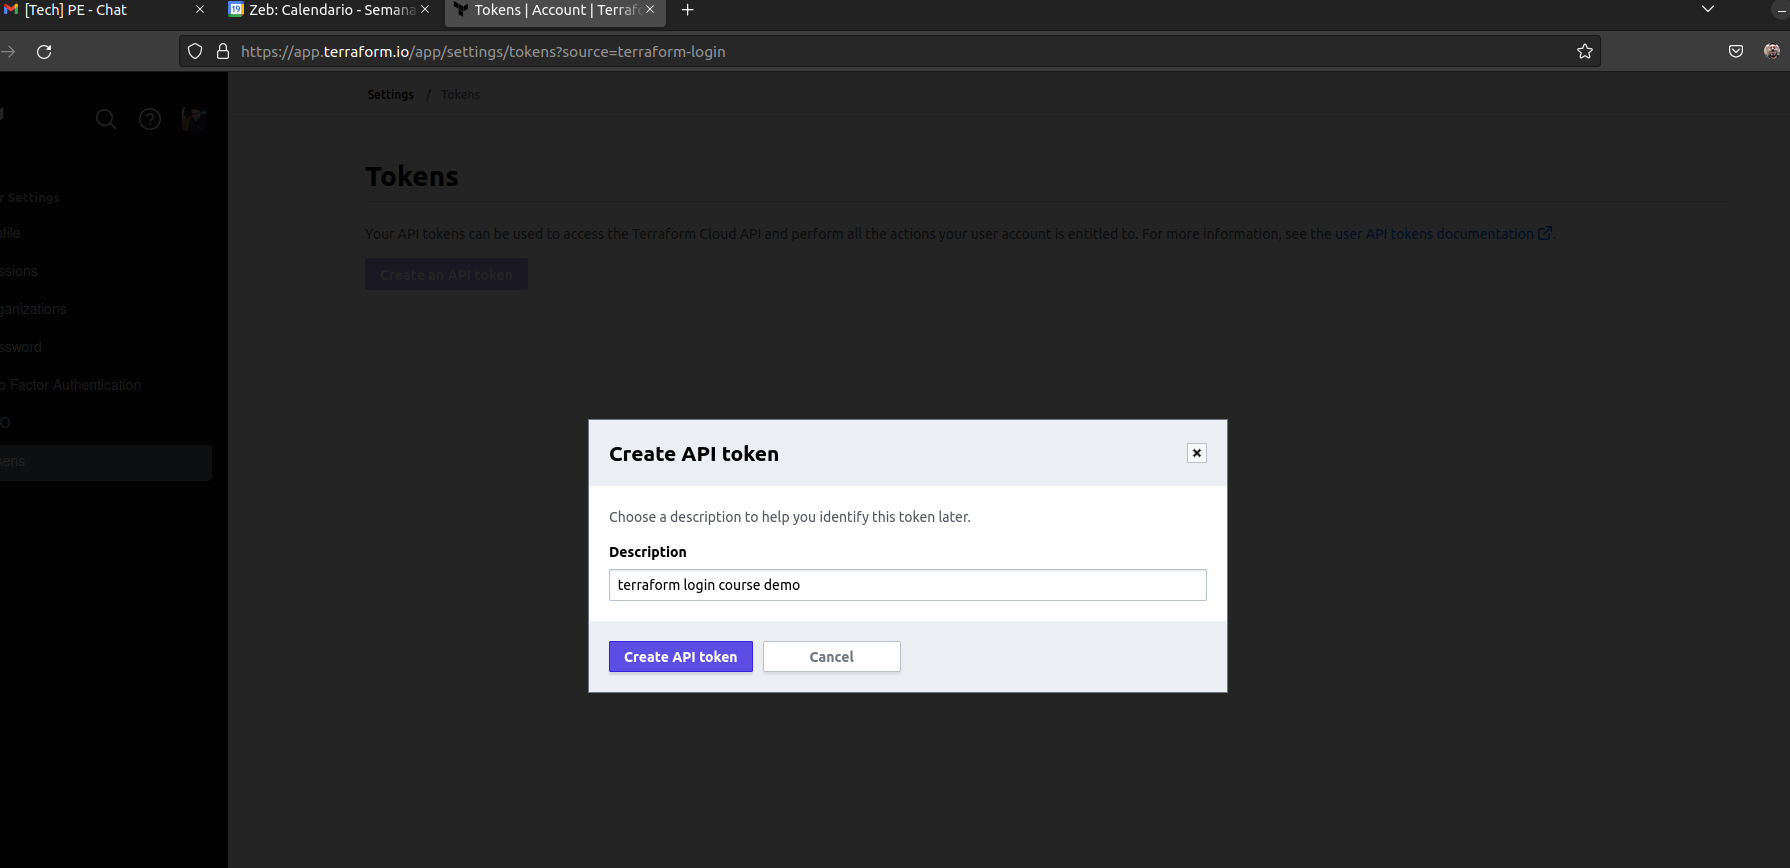 [Tech] PE - Chat
Zeb: Calendario - Semana
Tokens | Account | Terrafo
https://app.terraform.io/app/settings/tokens?source=terraform-login
Settings / Tokens
r Settings
ofile
ssions
ganizations
ssword
o Factor Authentication
O
kens
Tokens
Your API tokens can be used to access the Terraform Cloud API and perform all the actions your user account is entitled to. For more information, see the user API tokens documentation.
Create an API token
Create API token
Choose a description to help you identify this token later.
Description
terraform login course demo
Create API token
Cancel